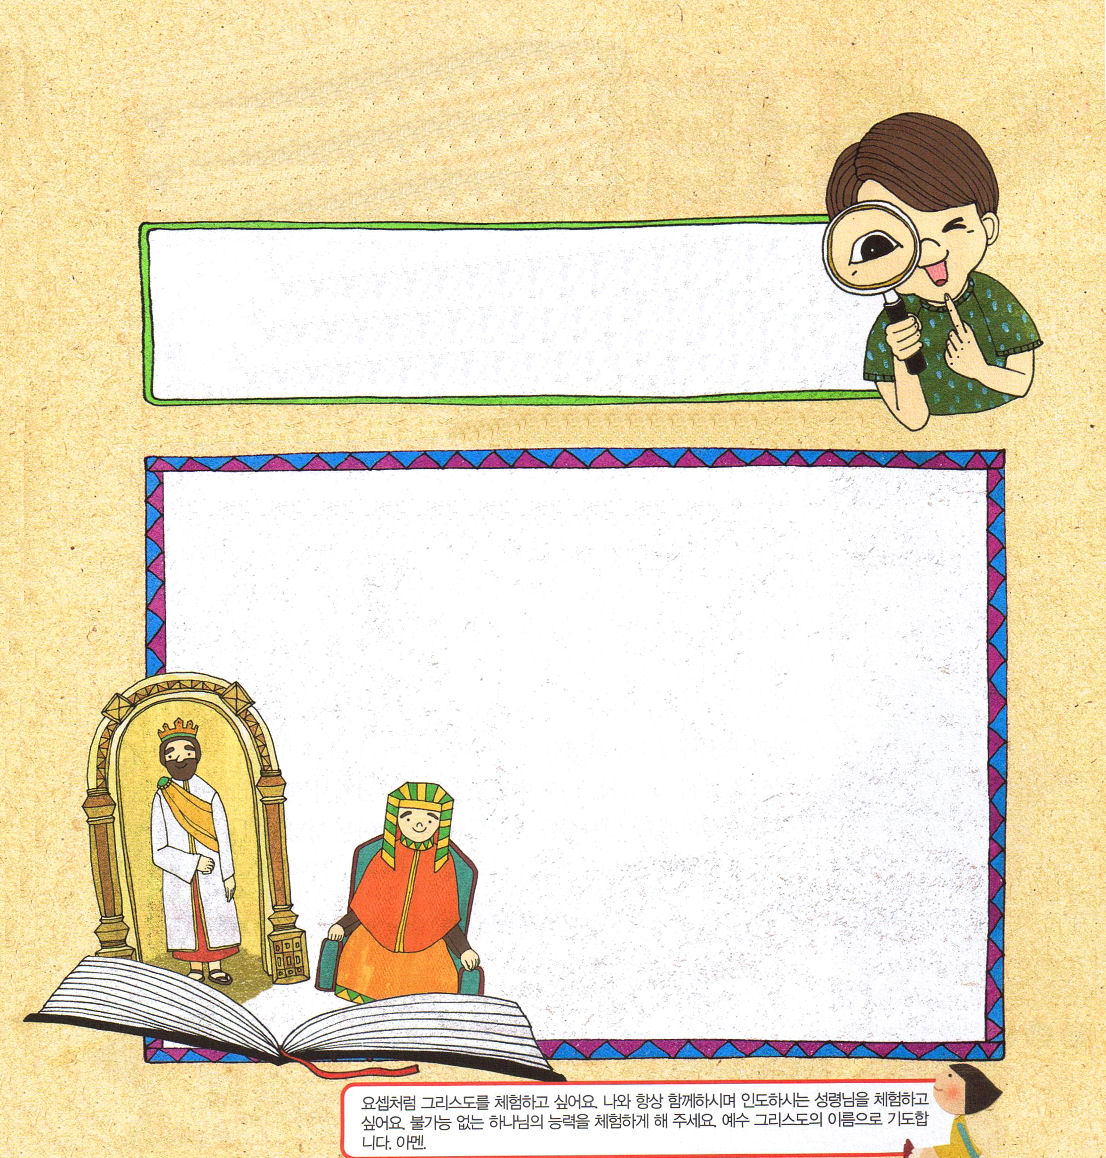 요셉처럼 그리스도를 체험하고 싶어요. 나와 항상 함께하시며 인도하시는 성령님을 체험하고
싶어요. 불가능 없는 하나님의 능력을 체험하게 해 주세요. 예수 그리스도의 이름으로 기도합
니다. 아멘.